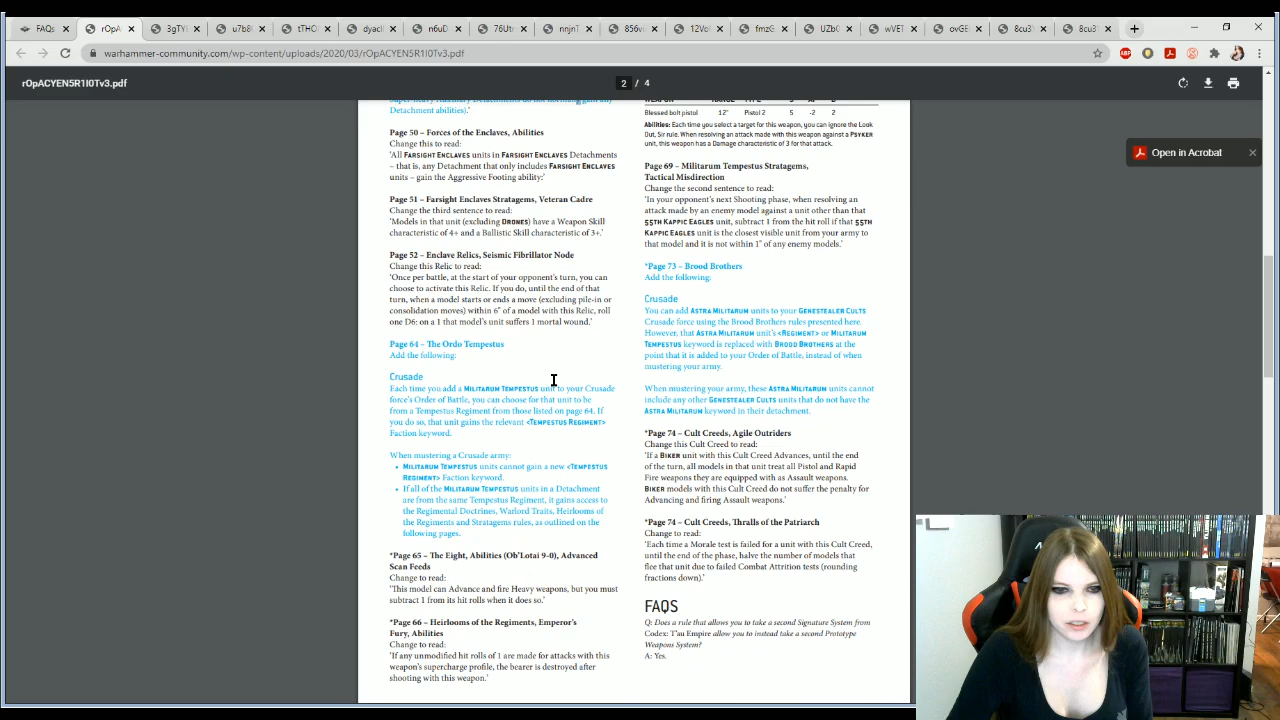 FAQs
rOpA
3gTY
u7b8
tTHC
dyacI
n6uD
76Ut
nnjnT
856vi
12Vo
fmzG
UZbC
wVET
ovGE
8cu3
8cu3
warhammer-community.com/wp-content/uploads/2020/03/rOpACYEN5R1I0Tv3.pdf
rOpACYEN5R1I0Tv3.pdf
2 / 4
Open in Acrobat
Super-heavy Auxiliary Detachments do not normally gain any
Detachment abilities).'
Page 50 – Forces of the Enclaves, Abilities
Change this to read:
'All FARSIGHT ENCLAVES units in FARSIGHT ENCLAVES Detachments
– that is, any Detachment that only includes FARSIGHT ENCLAVES
units – gain the Aggressive Footing ability:'
Page 51 – Farsight Enclaves Stratagems, Veteran Cadre
Change the third sentence to read:
'Models in that unit (excluding DRONES) have a Weapon Skill
characteristic of 4+ and a Ballistic Skill characteristic of 3+.'
Page 52 – Enclave Relics, Seismic Fibrillator Node
Change this Relic to read:
'Once per battle, at the start of your opponent's turn, you can
choose to activate this Relic. If you do, until the end of that
turn, when a model starts or ends a move (excluding pile-in or
consolidation moves) within 6" of a model with this Relic, roll
one D6: on a 1 that model's unit suffers 1 mortal wound.'
Page 64 – The Ordo Tempestus
Add the following:
Crusade
Each time you add a MILITARUM TEMPESTUS unit to your Crusade
force's Order of Battle, you can choose for that unit to be
from a Tempestus Regiment from those listed on page 64. If
you do so, that unit gains the relevant <TEMPESTUS REGIMENT>
Faction keyword.
When mustering a Crusade army:
• MILITARUM TEMPESTUS units cannot gain a new <TEMPESTUS
REGIMENT> Faction keyword.
• If all of the MILITARUM TEMPESTUS units in a Detachment
are from the same Tempestus Regiment, it gains access to
the Regimental Doctrines, Warlord Traits, Heirlooms of
the Regiments and Stratagems rules, as outlined on the
following pages.
*Page 65 – The Eight, Abilities (Ob'Lotai 9-0), Advanced
Scan Feeds
Change to read:
'This model can Advance and fire Heavy weapons, but you must
subtract 1 from its hit rolls when it does so.'
*Page 66 – Heirlooms of the Regiments, Emperor's
Fury, Abilities
Change to read:
'If any unmodified hit rolls of 1 are made for attacks with this
weapon's supercharge profile, the bearer is destroyed after
shooting with this weapon.'
WEAPON RANGE TYPE S AP D
Blessed bolt pistol 12" Pistol 2 5 -2 2
Abilities: Each time you select a target for this weapon, you can ignore the Look
Out, Sir rule. When resolving an attack made with this weapon against a PSYKER
unit, this weapon has a Damage characteristic of 3 for that attack.
Page 69 – Militarum Tempestus Stratagems,
Tactical Misdirection
Change the second sentence to read:
'In your opponent's next Shooting phase, when resolving an
attack made by an enemy model against a unit other than that
55TH KAPPIC EAGLES unit, subtract 1 from the hit roll if that 55TH
KAPPIC EAGLES unit is the closest visible unit from your army to
that model and it is not within 1" of any enemy models.'
*Page 73 – Brood Brothers
Add the following:
Crusade
You can add ASTRA MILITARUM units to your GENESTEALER CULTS
Crusade force using the Brood Brothers rules presented here.
However, that ASTRA MILITARUM unit's <REGIMENT> or MILITARUM
TEMPESTUS keyword is replaced with BROOD BROTHERS at the
point that it is added to your Order of Battle, instead of when
mustering your army.
When mustering your army, these ASTRA MILITARUM units cannot
include any other GENESTEALER CULTS units that do not have the
ASTRA MILITARUM keyword in their detachment.
*Page 74 – Cult Creeds, Agile Outriders
Change this Cult Creed to read:
'If a BIKER unit with this Cult Creed Advances, until the end
of the turn, all models in that unit treat all Pistol and Rapid
Fire weapons they are equipped with as Assault weapons.
BIKER models with this Cult Creed do not suffer the penalty for
Advancing and firing Assault weapons.'
*Page 74 – Cult Creeds, Thralls of the Patriarch
Change to read:
'Each time a Morale test is failed for a unit with this Cult Creed,
until the end of the phase, halve the number of models that
flee that unit due to failed Combat Attrition tests (rounding
fractions down).'
FAQS
Q: Does a rule that allows you to take a second Signature System from
Codex: T'au Empire allow you to instead take a second Prototype
Weapons System?
A: Yes.